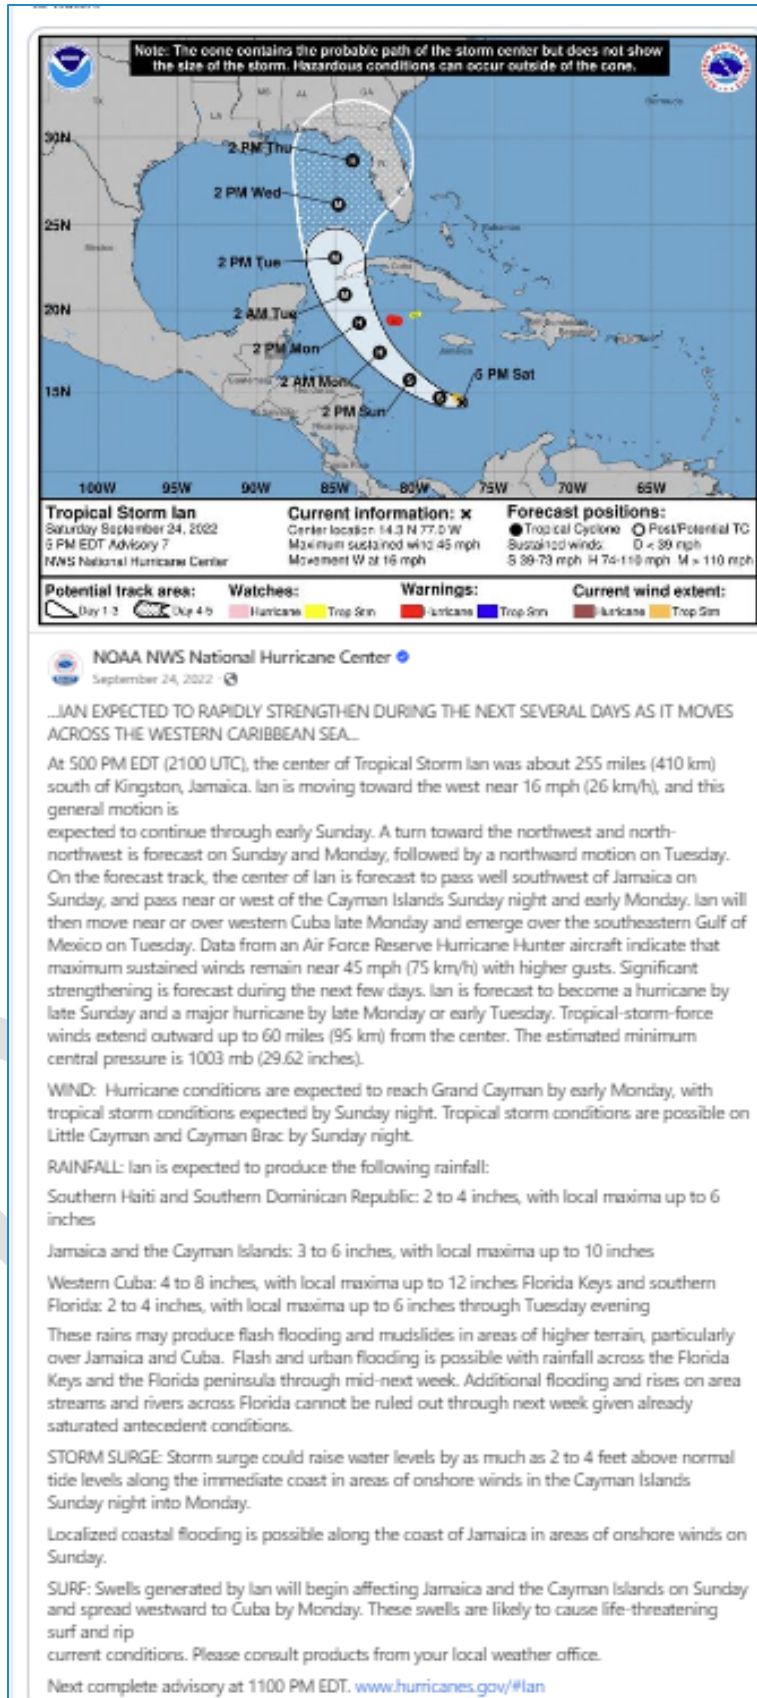 Note: The cone contains the probable path of the storm center but does not show
the size of the storm. Hazardous conditions can occur outside of the cone.
TX
LA
MS
AL
GA
Bermuda
30N
2 PM Thu
FL
2 PM Wed
25N
Bahamas
Mexico
2 PM Tue
Cuba
20N
2 AM Tue
2 PM Mon
Jamaica
5 PM Sat
Guatemala
2 AM Mon
15N
2 PM Sun
Nicaragua
Costa Rica
100W 95W 90W 85W 80W 75W 70W 65W
Tropical Storm Ian
Saturday September 24, 2022
5 PM EDT Advisory 7
NWS National Hurricane Center
Current information: x
Center location 14.3 N 77.0 W
Maximum sustained wind 45 mph
Movement W at 16 mph
Forecast positions:
Tropical Cyclone Post/Potential TC
Sustained winds: D < 39 mph
S 39-73 mph H 74-110 mph M > 110 mph
Potential track area:
Day 1-3 Day 4-5
Watches:
Hurricane Trop Stm
Warnings:
Hurricane Trop Stm
Current wind extent:
Hurricane Trop Stm
NOAA NWS National Hurricane Center
September 24, 2022 ·
...IAN EXPECTED TO RAPIDLY STRENGTHEN DURING THE NEXT SEVERAL DAYS AS IT MOVES
ACROSS THE WESTERN CARIBBEAN SEA...
At 500 PM EDT (2100 UTC), the center of Tropical Storm Ian was about 255 miles (410 km)
south of Kingston, Jamaica. Ian is moving toward the west near 16 mph (26 km/h), and this
general motion is
expected to continue through early Sunday. A turn toward the northwest and north-
northwest is forecast on Sunday and Monday, followed by a northward motion on Tuesday.
On the forecast track, the center of Ian is forecast to pass well southwest of Jamaica on
Sunday, and pass near or west of the Cayman Islands Sunday night and early Monday. Ian will
then move near or over western Cuba late Monday and emerge over the southeastern Gulf of
Mexico on Tuesday. Data from an Air Force Reserve Hurricane Hunter aircraft indicate that
maximum sustained winds remain near 45 mph (75 km/h) with higher gusts. Significant
strengthening is forecast during the next few days. Ian is forecast to become a hurricane by
late Sunday and a major hurricane by late Monday or early Tuesday. Tropical-storm-force
winds extend outward up to 60 miles (95 km) from the center. The estimated minimum
central pressure is 1003 mb (29.62 inches).
WIND: Hurricane conditions are expected to reach Grand Cayman by early Monday, with
tropical storm conditions expected by Sunday night. Tropical storm conditions are possible on
Little Cayman and Cayman Brac by Sunday night.
RAINFALL: Ian is expected to produce the following rainfall:
Southern Haiti and Southern Dominican Republic: 2 to 4 inches, with local maxima up to 6
inches
Jamaica and the Cayman Islands: 3 to 6 inches, with local maxima up to 10 inches
Western Cuba: 4 to 8 inches, with local maxima up to 12 inches Florida Keys and southern
Florida: 2 to 4 inches, with local maxima up to 6 inches through Tuesday evening
These rains may produce flash flooding and mudslides in areas of higher terrain, particularly
over Jamaica and Cuba. Flash and urban flooding is possible with rainfall across the Florida
Keys and the Florida peninsula through mid-next week. Additional flooding and rises on area
streams and rivers across Florida cannot be ruled out through next week given already
saturated antecedent conditions.
STORM SURGE: Storm surge could raise water levels by as much as 2 to 4 feet above normal
tide levels along the immediate coast in areas of onshore winds in the Cayman Islands
Sunday night into Monday.
Localized coastal flooding is possible along the coast of Jamaica in areas of onshore winds on
Sunday.
SURF: Swells generated by Ian will begin affecting Jamaica and the Cayman Islands on Sunday
and spread westward to Cuba by Monday. These swells are likely to cause life-threatening
surf and rip
current conditions. Please consult products from your local weather office.
Next complete advisory at 1100 PM EDT. www.hurricanes.gov/#Ian